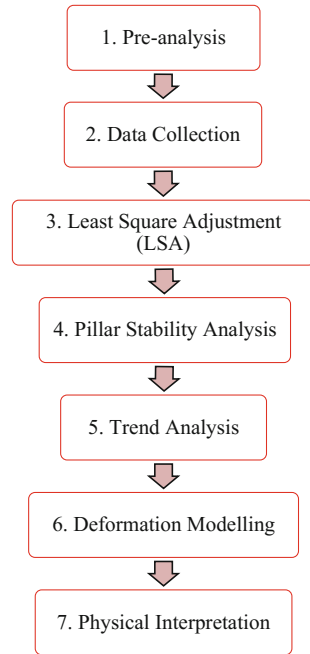 1. Pre-analysis
2. Data Collection
3. Least Square Adjustment
(LSA)
4. Pillar Stability Analysis
5. Trend Analysis
6. Deformation Modelling
7. Physical Interpretation